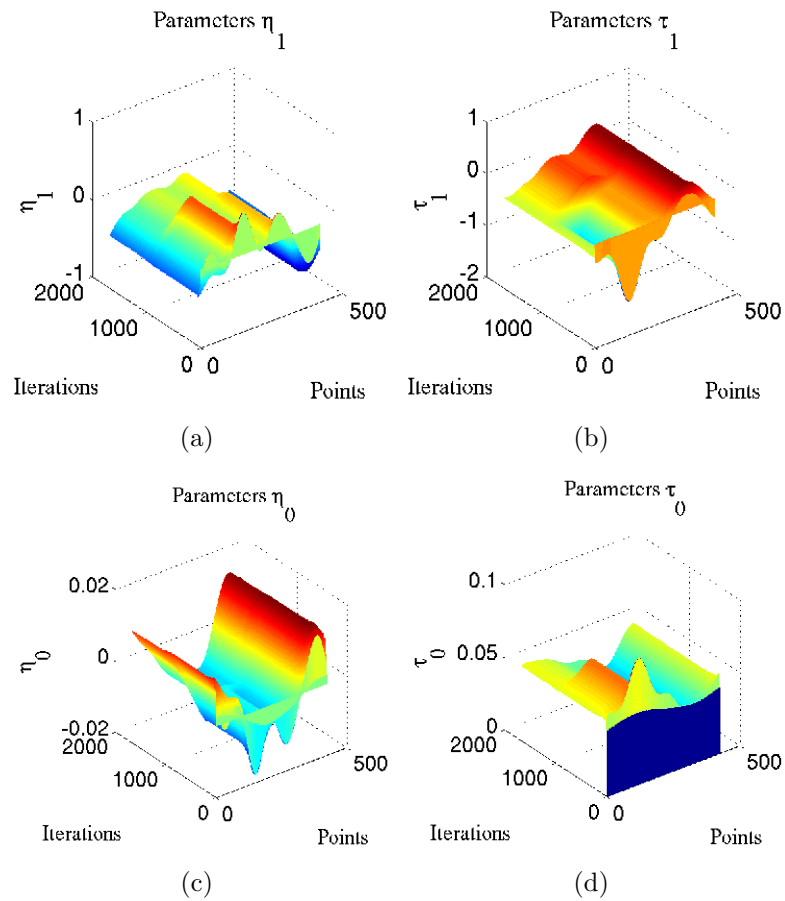 Parameters η1
Parameters τ1
1
0
-1
η1
2000
1000
0
0
500
Iterations
Points
1
0
-1
-2
τ1
2000
1000
0
0
500
Iterations
Points
(a)
(b)
Parameters η0
Parameters τ0
0.02
0
-0.02
η0
2000
1000
0
0
500
Iterations
Points
0.1
0.05
0
τ0
2000
1000
0
0
500
Iterations
Points
(c)
(d)